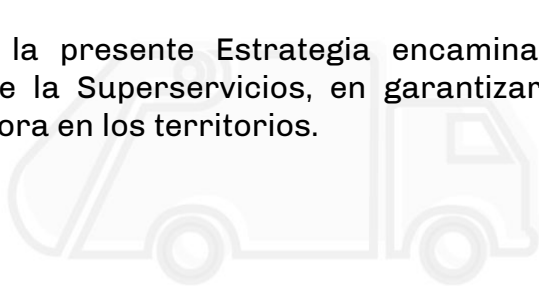 la presente Estrategia encamina
e la Superservicios, en garantizar
ora en los territorios.